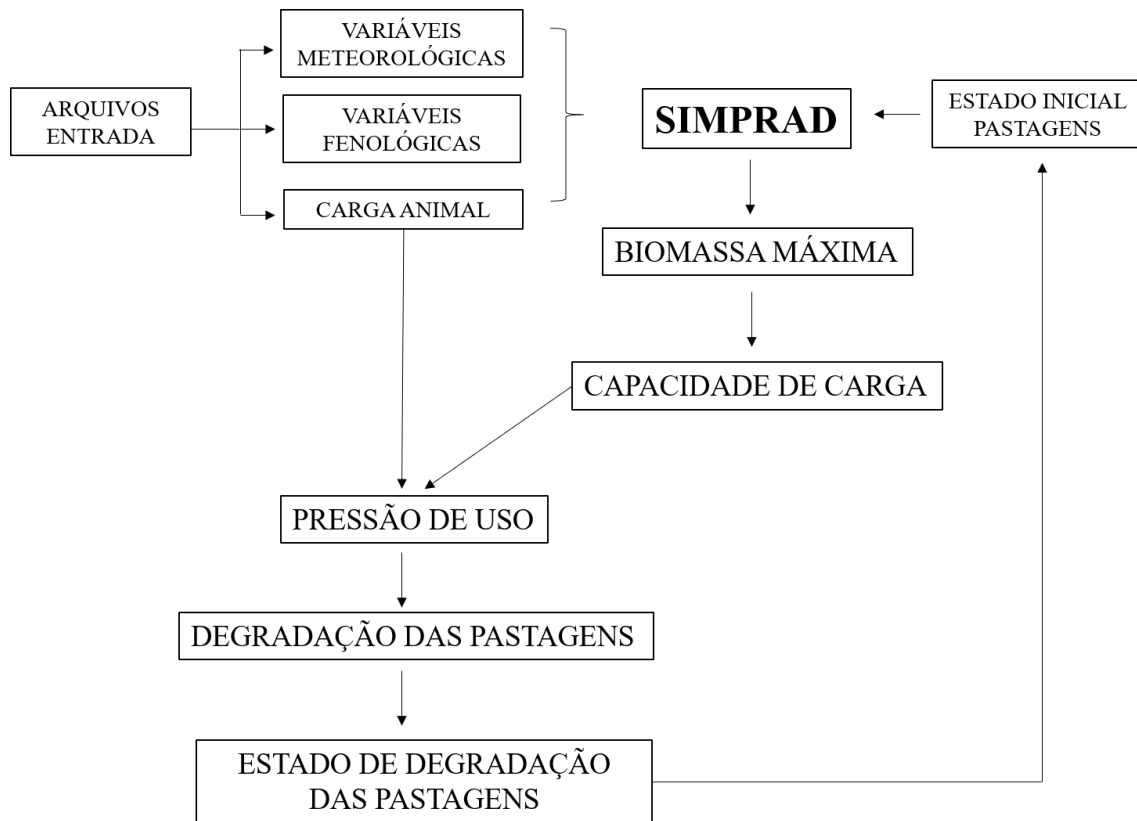 VARIÁVEIS
METEOROLÓGICAS
ARQUIVOS
ENTRADA
VARIÁVEIS
FENOLÓGICAS
CARGA ANIMAL
SIMPRAD
ESTADO INICIAL
PASTAGENS
BIOMASSA MÁXIMA
CAPACIDADE DE CARGA
PRESSÃO DE USO
DEGRADAÇÃO DAS PASTAGENS
ESTADO DE DEGRADAÇÃO
DAS PASTAGENS